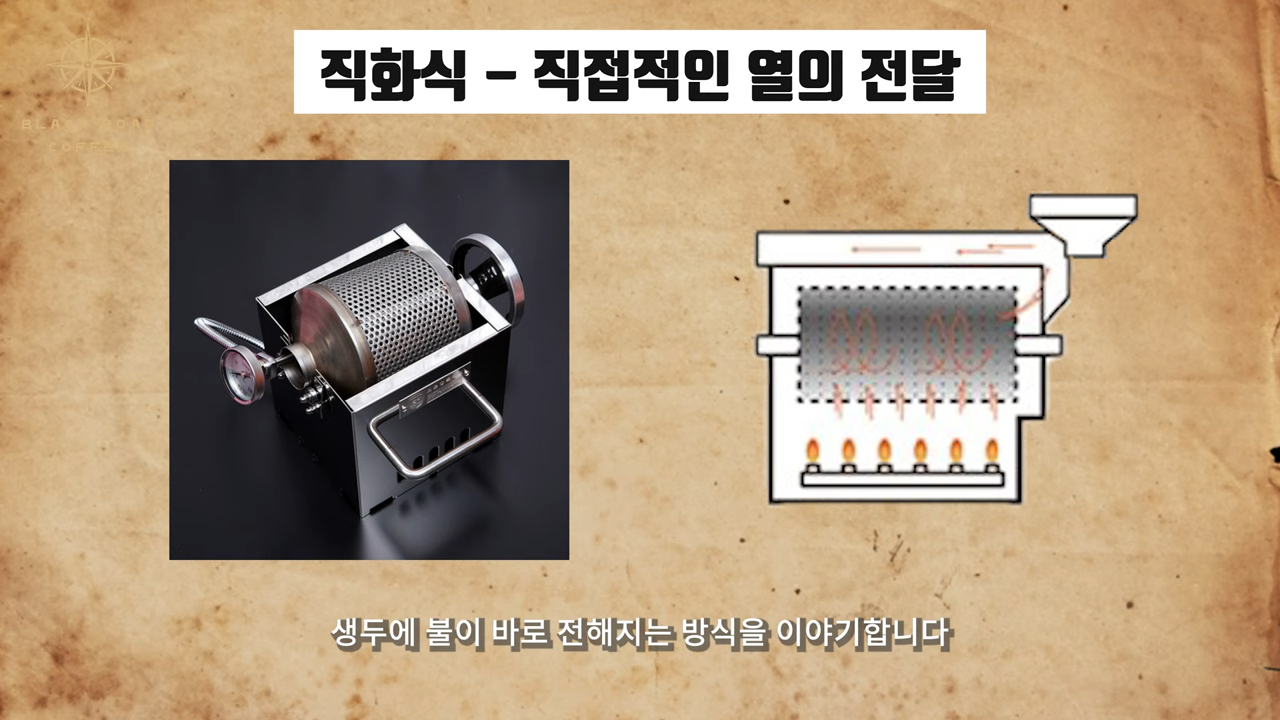 직화식 - 직접적인 열의 전달
생두에 불이 바로 전해지는 방식을 이야기합니다